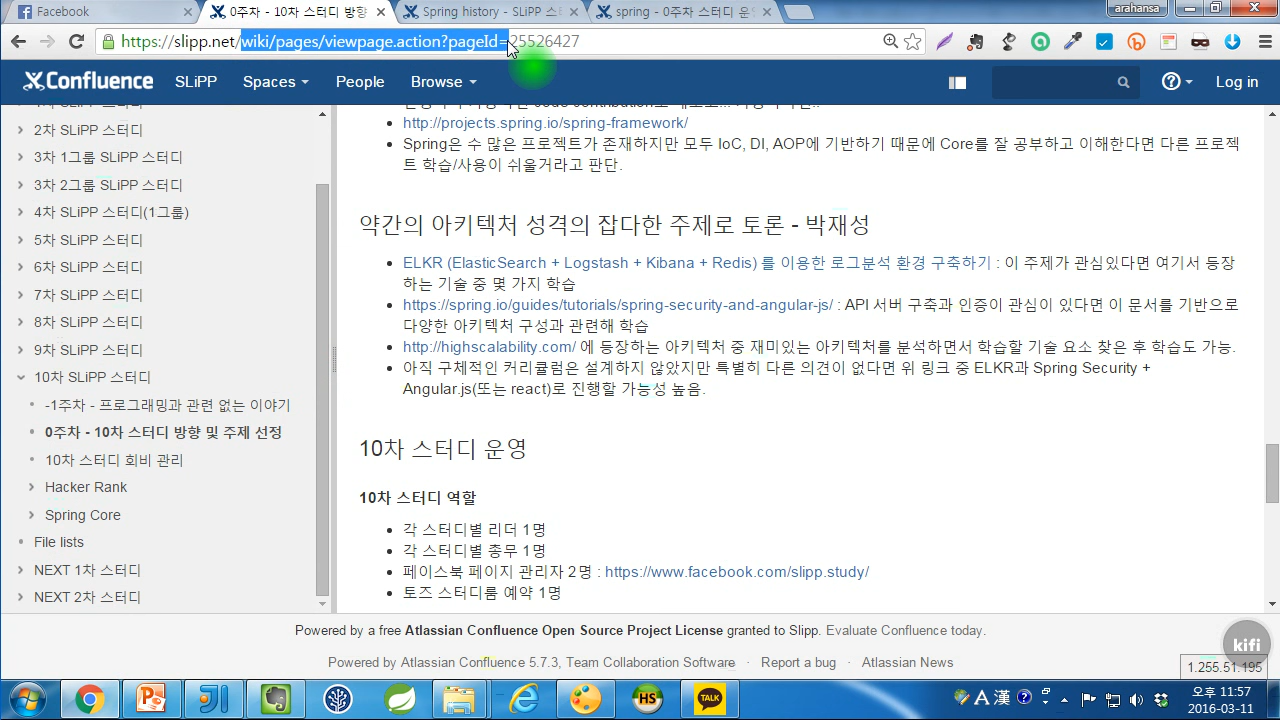 Facebook
0주차 - 10차 스터디 방향
Spring history - SLiPP 스
spring - 0주차 스터디 운
arahansa
https://slipp.net/wiki/pages/viewpage.action?pageId=25526427
Confluence SLiPP Spaces People Browse Log in
2차 SLiPP 스터디
3차 1그룹 SLiPP 스터디
3차 2그룹 SLiPP 스터디
4차 SLiPP 스터디(1그룹)
5차 SLiPP 스터디
6차 SLiPP 스터디
7차 SLiPP 스터디
8차 SLiPP 스터디
9차 SLiPP 스터디
10차 SLiPP 스터디
-1주차 - 프로그래밍과 관련 없는 이야기
0주차 - 10차 스터디 방향 및 주제 선정
10차 스터디 회비 관리
Hacker Rank
Spring Core
File lists
NEXT 1차 스터디
NEXT 2차 스터디
http://projects.spring.io/spring-framework/
Spring은 수 많은 프로젝트가 존재하지만 모두 IoC, DI, AOP에 기반하기 때문에 Core를 잘 공부하고 이해한다면 다른 프로젝
트 학습/사용이 쉬울거라고 판단.
약간의 아키텍처 성격의 잡다한 주제로 토론 - 박재성
ELKR (ElasticSearch + Logstash + Kibana + Redis) 를 이용한 로그분석 환경 구축하기 : 이 주제가 관심있다면 여기서 등장
하는 기술 중 몇 가지 학습
https://spring.io/guides/tutorials/spring-security-and-angular-js/ : API 서버 구축과 인증이 관심이 있다면 이 문서를 기반으로
다양한 아키텍처 구성과 관련해 학습
http://highscalability.com/ 에 등장하는 아키텍처 중 재미있는 아키텍처를 분석하면서 학습할 기술 요소 찾은 후 학습도 가능.
아직 구체적인 커리큘럼은 설계하지 않았지만 특별히 다른 의견이 없다면 위 링크 중 ELKR과 Spring Security +
Angular.js(또는 react)로 진행할 가능성 높음.
10차 스터디 운영
10차 스터디 역할
각 스터디별 리더 1명
각 스터디별 총무 1명
페이스북 페이지 관리자 2명 : https://www.facebook.com/slipp.study/
토즈 스터디룸 예약 1명
Powered by a free Atlassian Confluence Open Source Project License granted to Slipp. Evaluate Confluence today.
Powered by Atlassian Confluence 5.7.3, Team Collaboration Software · Report a bug · Atlassian News
kifi
1.255.51.195
HS
TALK
A 漢
오후 11:57
2016-03-11